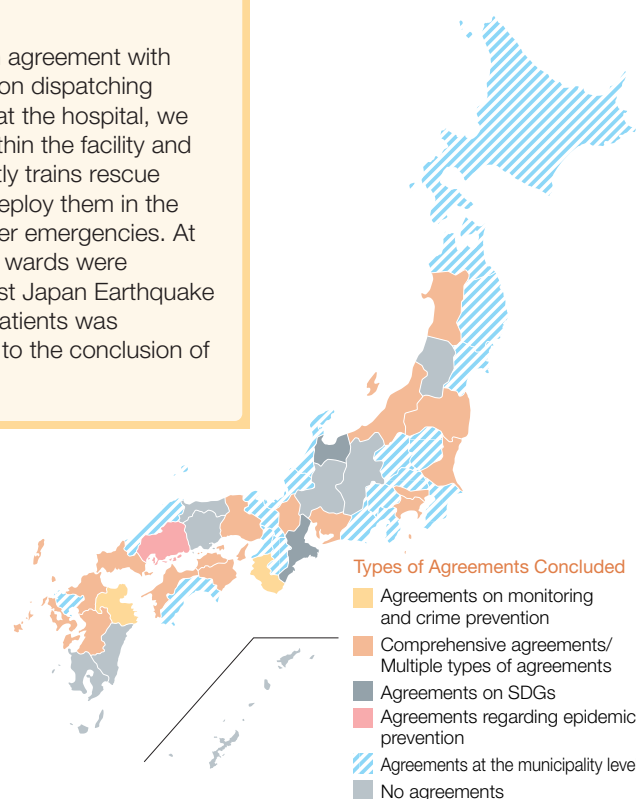 agreement with
on dispatching
at the hospital, we
thin the facility and
tly trains rescue
eploy them in the
er emergencies. At
wards were
st Japan Earthquake
atients was
to the conclusion of
Types of Agreements Concluded
Agreements on monitoring
and crime prevention
Comprehensive agreements/
Multiple types of agreements
Agreements on SDGs
Agreements regarding epidemic
prevention
Agreements at the municipality leve
No agreements